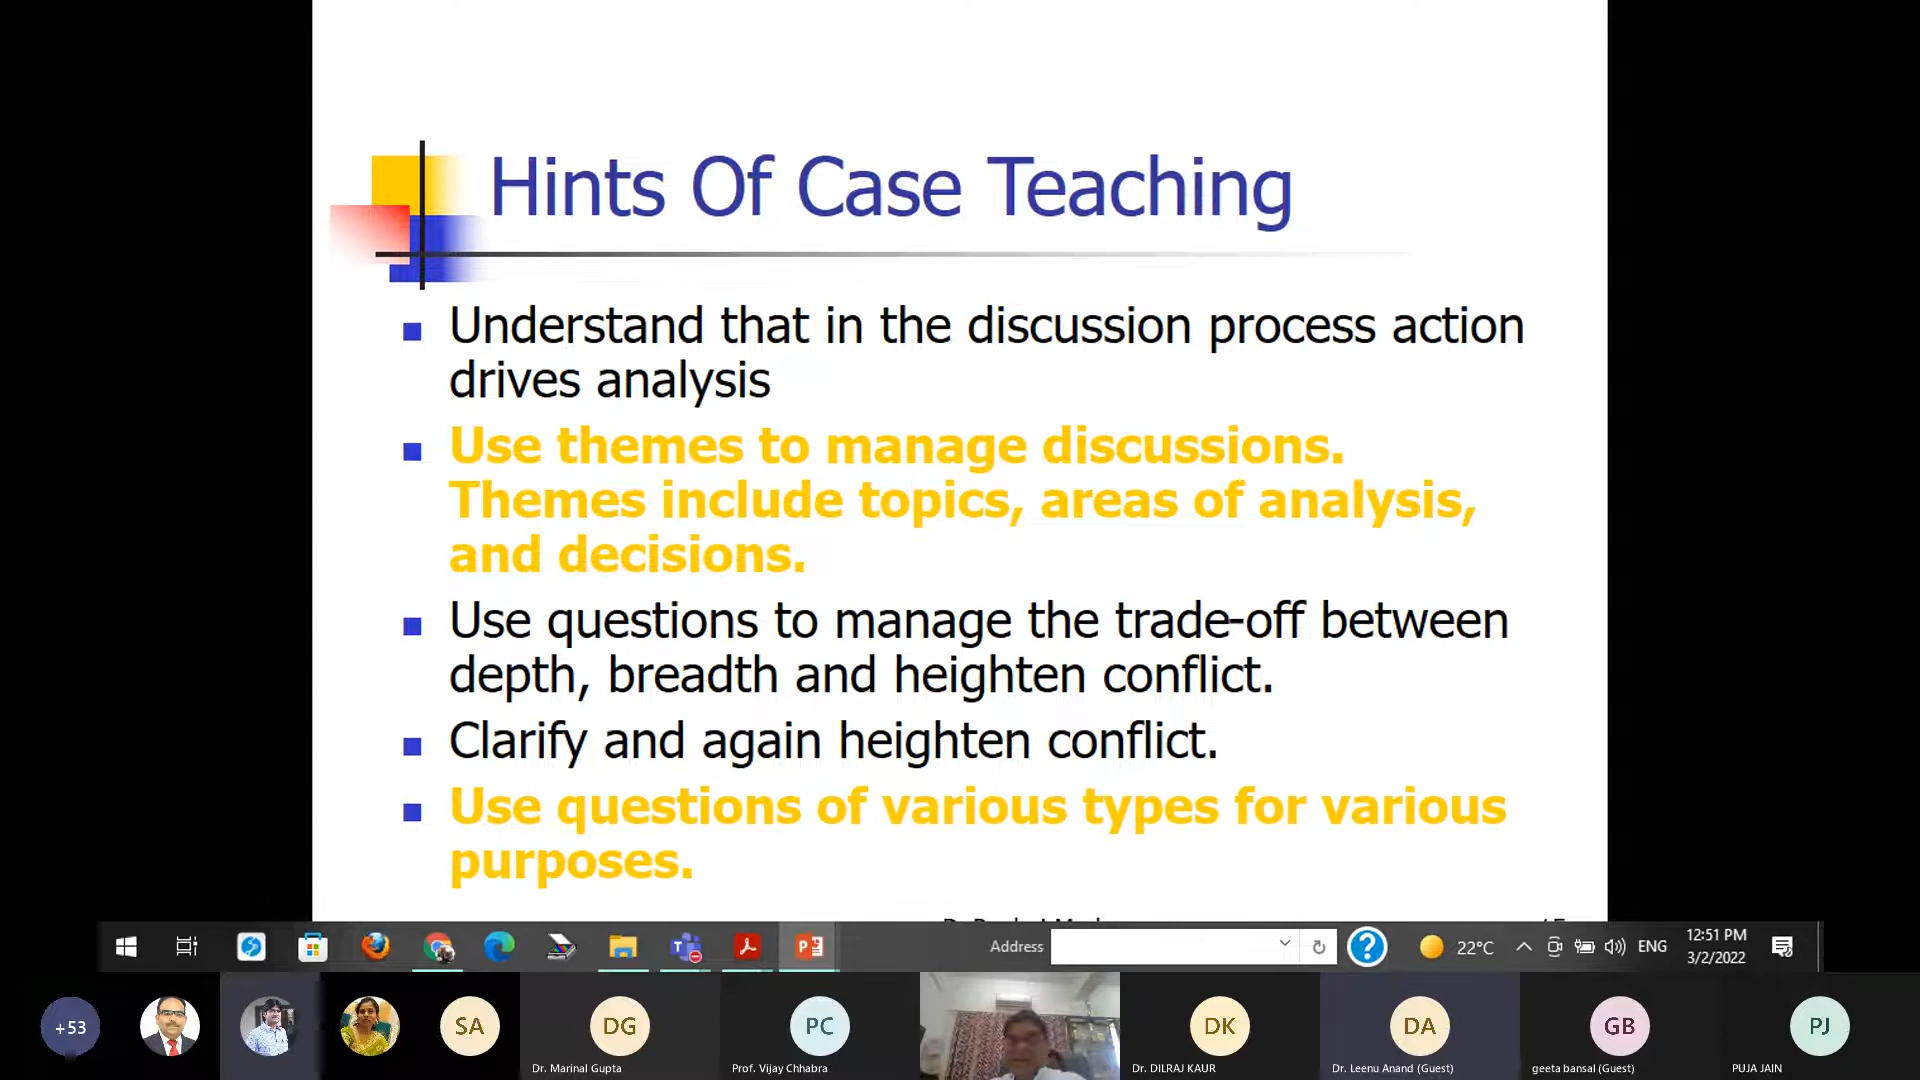 Hints Of Case Teaching
Understand that in the discussion process action
drives analysis
Use themes to manage discussions.
Themes include topics, areas of analysis,
and decisions.
Use questions to manage the trade-off between
depth, breadth and heighten conflict.
Clarify and again heighten conflict.
Use questions of various types for various
purposes.
Address
22°C
ENG
12:51 PM
3/2/2022
+53
SA
DG
PC
DK
DA
GB
PJ
Dr. Marinal Gupta
Prof. Vijay Chhabra
Dr. DILRAJ KAUR
Dr. Leenu Anand (Guest)
geeta bansal (Guest)
PUJA JAIN